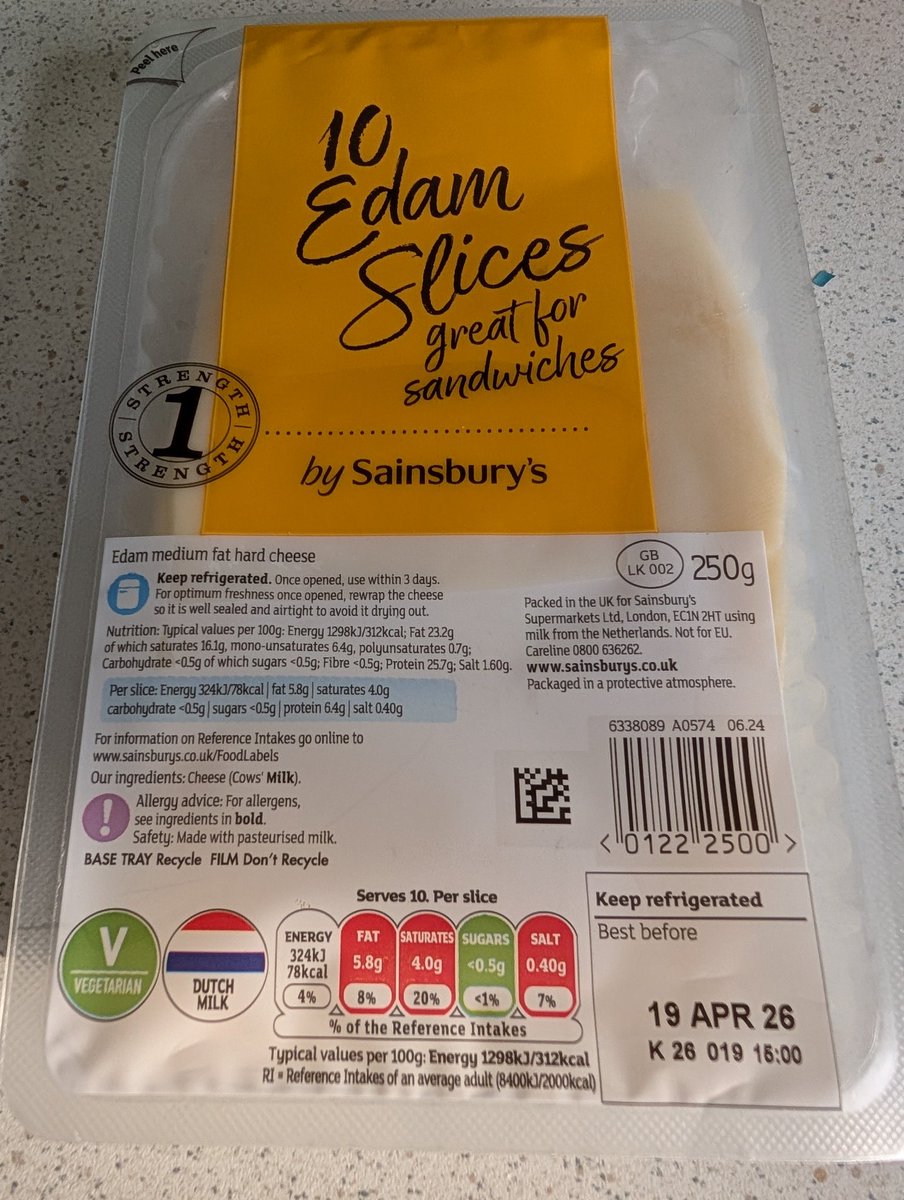 Peel here
10
Edam
Slices
great for
sandwiches
STRENGTH
1
STRENGTH
by Sainsbury's
Edam medium fat hard cheese
Keep refrigerated. Once opened, use within 3 days.
For optimum freshness once opened, rewrap the cheese
so it is well sealed and airtight to avoid it drying out.
Nutrition: Typical values per 100g: Energy 1298kJ/312kcal; Fat 23.2g
of which saturates 16.1g, mono-unsaturates 6.4g, polyunsaturates 0.7g;
Carbohydrate <0.5g of which sugars <0.5g; Fibre <0.5g; Protein 25.7g; Salt 1.60g.
Per slice: Energy 324kJ/78kcal | fat 5.8g | saturates 4.0g
carbohydrate <0.5g | sugars <0.5g | protein 6.4g | salt 0.40g
For information on Reference Intakes go online to
www.sainsburys.co.uk/FoodLabels
Our ingredients: Cheese (Cows' Milk).
Allergy advice: For allergens,
see ingredients in bold.
Safety: Made with pasteurised milk.
BASE TRAY Recycle FILM Don't Recycle
GB
LK 002
250g
Packed in the UK for Sainsbury's
Supermarkets Ltd, London, EC1N 2HT using
milk from the Netherlands. Not for EU.
Careline 0800 636262.
www.sainsburys.co.uk
Packaged in a protective atmosphere.
6338089 A0574 06.24
< 0122 2500 >
V
VEGETARIAN
DUTCH
MILK
Serves 10. Per slice
ENERGY FAT SATURATES SUGARS SALT
324kJ
78kcal 5.8g 4.0g <0.5g 0.40g
4% 8% 20% <1% 7%
% of the Reference Intakes
Typical values per 100g: Energy 1298kJ/312kcal
RI = Reference Intakes of an average adult (8400kJ/2000kcal)
Keep refrigerated
Best before
19 APR 26
K 26 019 15:00